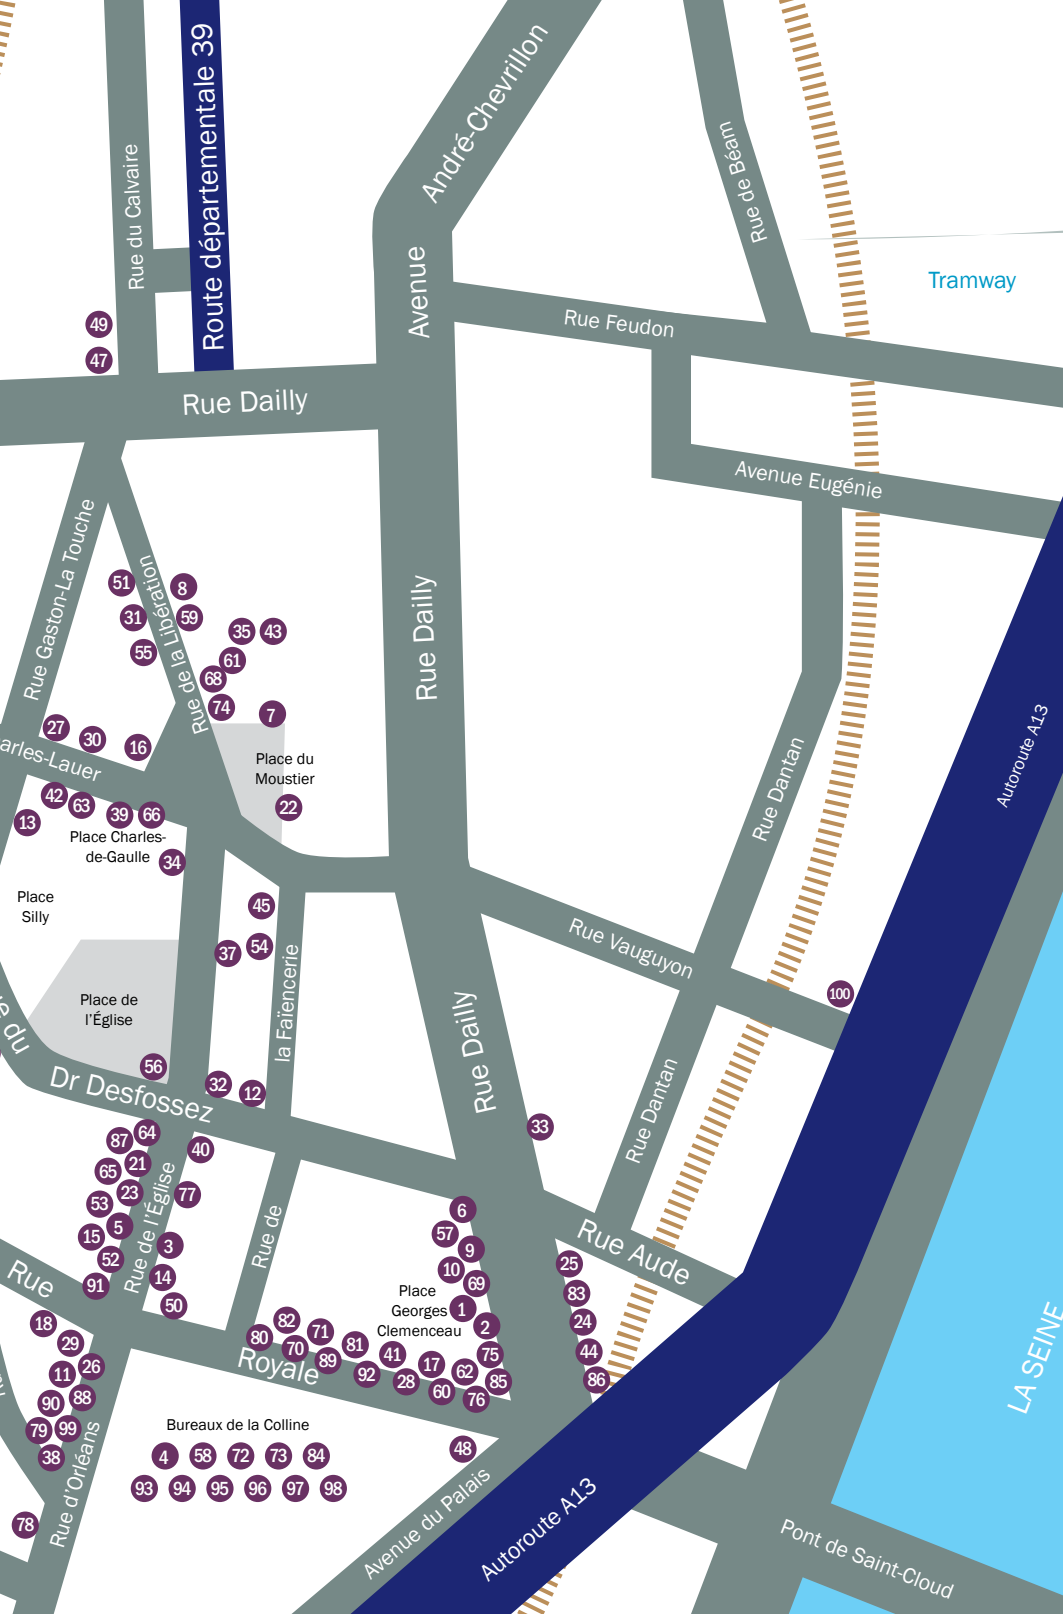 Route départementale 39
André-Chevrillon
Rue du Calvaire
Rue de Béarn
Avenue
Tramway
Rue Feudon
49
47
Rue Dailly
Avenue Eugénie
Rue Gaston-La Touche
Rue de la Libération
51
8
31
59
35
43
55
61
68
74
7
Rue Dailly
27
30
16
arles-Lauer
Place du
Moustier
Autoroute A13
Rue Dantan
42
63
39
66
13
22
Place Charles-
de-Gaulle
34
Place
Silly
45
37
54
la Faïencerie
Rue Vauguyon
100
Place de
l'Église
e du
Rue Dailly
56
32
12
Dr Desfossez
Rue Dantan
33
64
87
40
21
65
23
77
53
5
15
3
52
14
91
50
Rue de l'Église
Rue de
6
57
9
10
69
1
2
Place
Georges
Clemenceau
Rue Aude
25
83
24
44
86
Rue
18
29
26
11
90
88
79
99
38
78
82
80
71
70
81
89
41
92
17
75
28
62
60
85
76
48
Royale
LA SEINE
Bureaux de la Colline
4
58
72
73
84
93
94
95
96
97
98
Rue d'Orléans
Avenue du Palais
Autoroute A13
Pont de Saint-Cloud